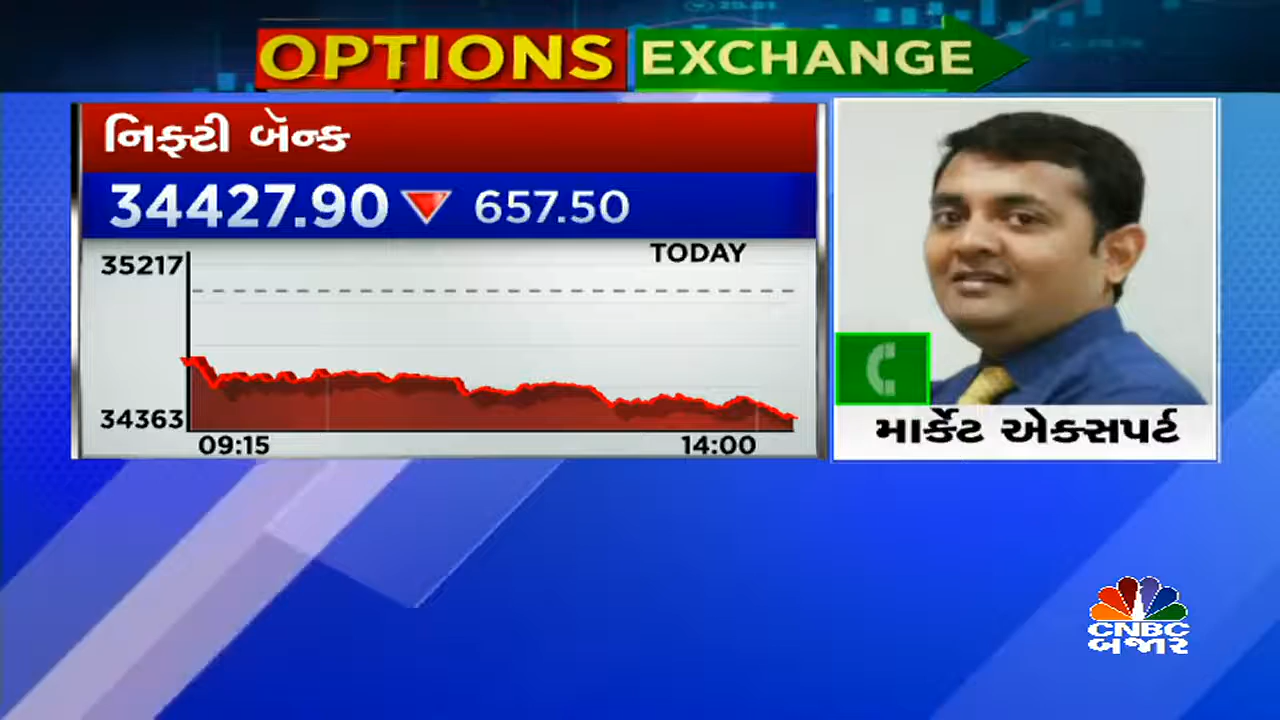 OPTIONS EXCHANGE
નિફ્ટી બૅન્ક
34427.90 657.50
TODAY
35217
34363
09:15 14:00
માર્કેટ એક્સપર્ટ
CNBC
બજાર